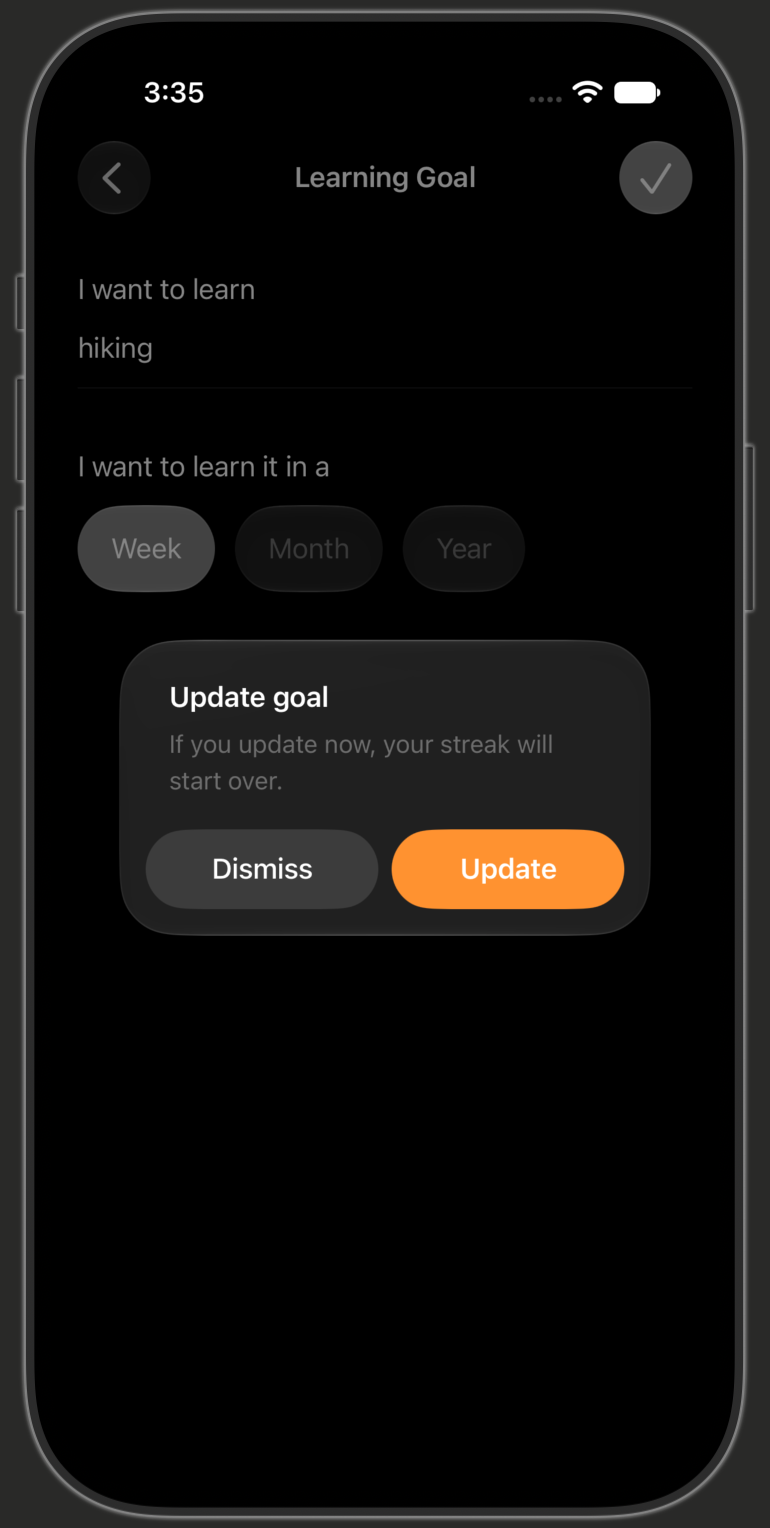 3:35
Learning Goal
I want to learn
hiking
I want to learn it in a
Week Month Year
Update goal
If you update now, your streak will
start over.
Dismiss Update